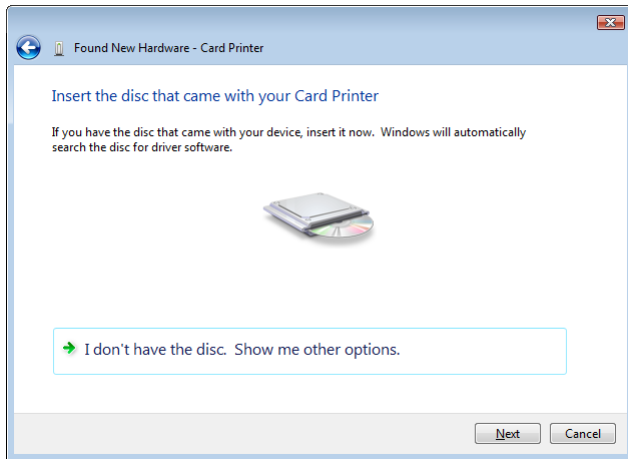 Found New Hardware - Card Printer
Insert the disc that came with your Card Printer
If you have the disc that came with your device, insert it now.  Windows will automatically
search the disc for driver software.
I don't have the disc.  Show me other options.
Next
Cancel